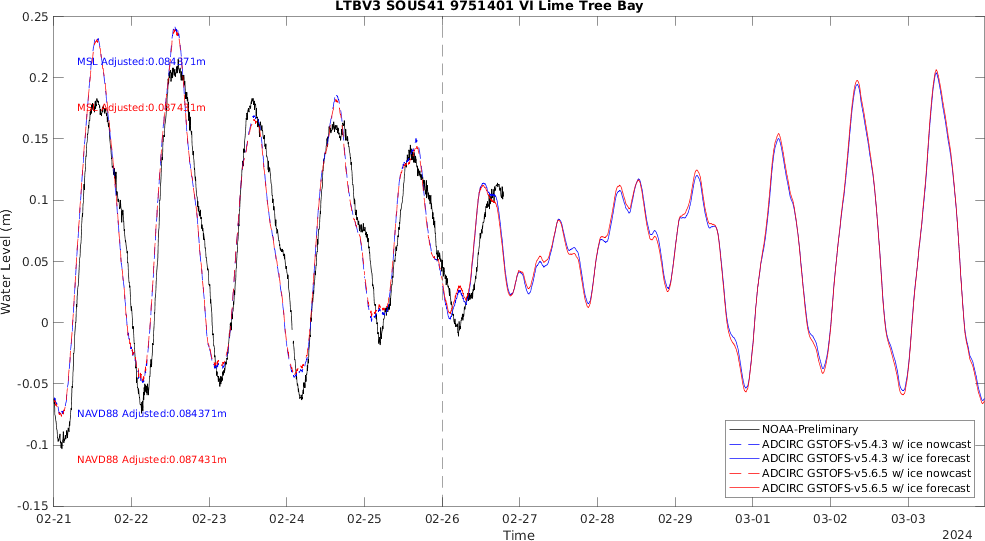 LTBV3 SOUS41 9751401 VI Lime Tree Bay
0.25
0.2
0.15
0.1
0.05
0
-0.05
-0.1
-0.15
Water Level (m)
MSL Adjusted:0.084371m
MSL Adjusted:0.087431m
NAVD88 Adjusted:0.084371m
NAVD88 Adjusted:0.087431m
NOAA-Preliminary
ADCIRC GSTOFS-v5.4.3 w/ ice nowcast
ADCIRC GSTOFS-v5.4.3 w/ ice forecast
ADCIRC GSTOFS-v5.6.5 w/ ice nowcast
ADCIRC GSTOFS-v5.6.5 w/ ice forecast
02-21 02-22 02-23 02-24 02-25 02-26 02-27 02-28 02-29 03-01 03-02 03-03
Time
2024